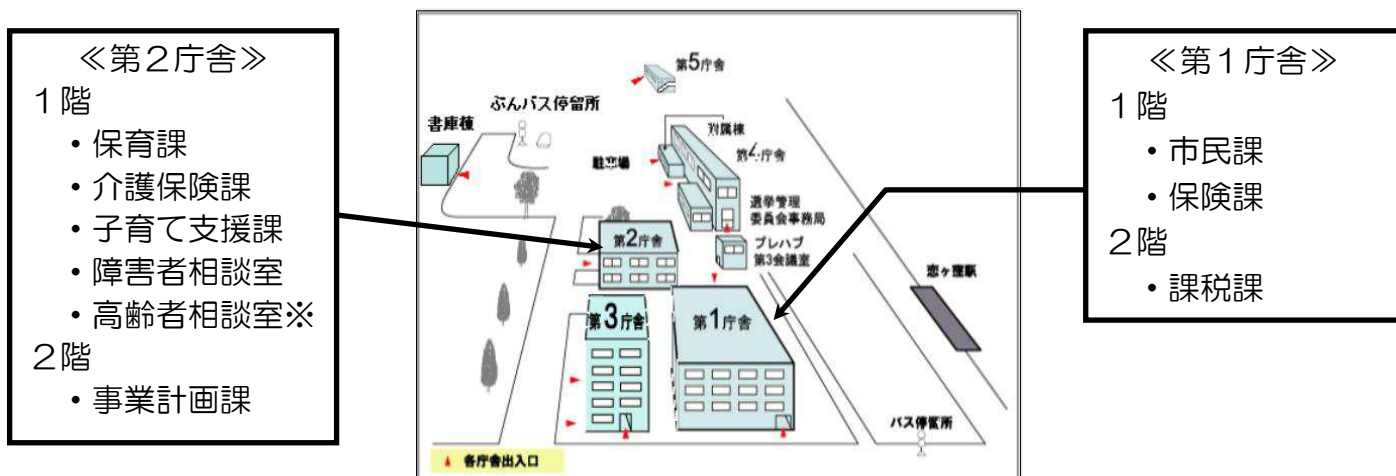 ≪第２庁舎≫
１階
・保育課
・介護保険課
・子育て支援課
・障害者相談室
・高齢者相談室※
２階
・事業計画課
第5庁舎
ぶんバス停留所
書庫棟
附属棟
第4庁舎
駐車場
選挙管理
委員会事務局
第2庁舎
プレハブ
第3会議室
恋ヶ窪駅
第3庁舎
第1庁舎
バス停留所
各庁舎出入口
≪第１庁舎≫
１階
・市民課
・保険課
２階
・課税課